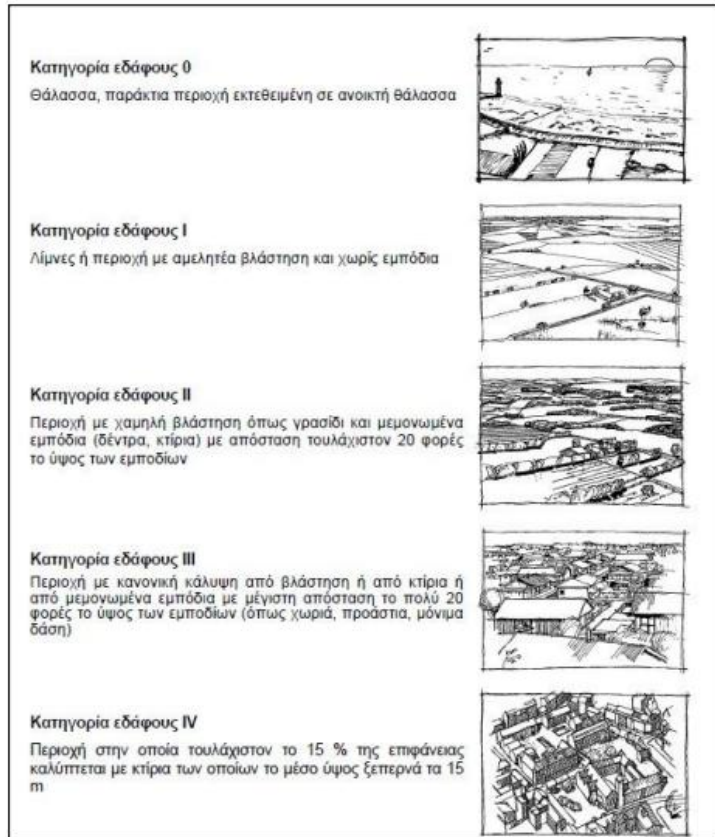 Κατηγορία εδάφους 0
Θάλασσα, παράκτια περιοχή εκτεθειμένη σε ανοικτή θάλασσα
Κατηγορία εδάφους I
Λίμνες ή περιοχή με αμελητέα βλάστηση και χωρίς εμπόδια
Κατηγορία εδάφους II
Περιοχή με χαμηλή βλάστηση όπως γρασίδι και μεμονωμένα
εμπόδια (δέντρα, κτίρια) με απόσταση τουλάχιστον 20 φορές
το ύψος των εμποδίων
Κατηγορία εδάφους III
Περιοχή με κανονική κάλυψη από βλάστηση ή από κτίρια ή
από μεμονωμένα εμπόδια με μέγιστη απόσταση το πολύ 20
φορές το ύψος των εμποδίων (όπως χωριά, προάστια, μόνιμα
δάση)
Κατηγορία εδάφους IV
Περιοχή στην οποία τουλάχιστον το 15 % της επιφάνειας
καλύπτεται με κτίρια των οποίων το μέσο ύψος ξεπερνά τα 15
m